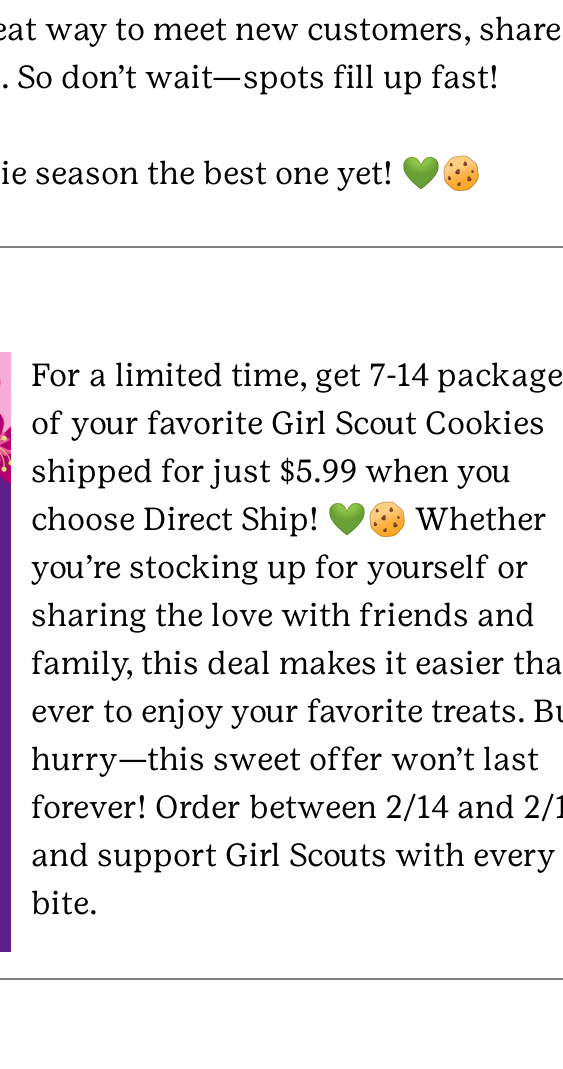 way to meet new customers, share
. So don’t wait—spots fill up fast!
season the best one yet! 💚🍪
For a limited time, get 7-14 package
of your favorite Girl Scout Cookies
shipped for just $5.99 when you
choose Direct Ship! 💚🍪 Whether
you’re stocking up for yourself or
sharing the love with friends and
family, this deal makes it easier
ever to enjoy your favorite treats.
hurry—this sweet offer won’t last
forever! Order between 2/14 and
and support Girl Scouts with every
bite.